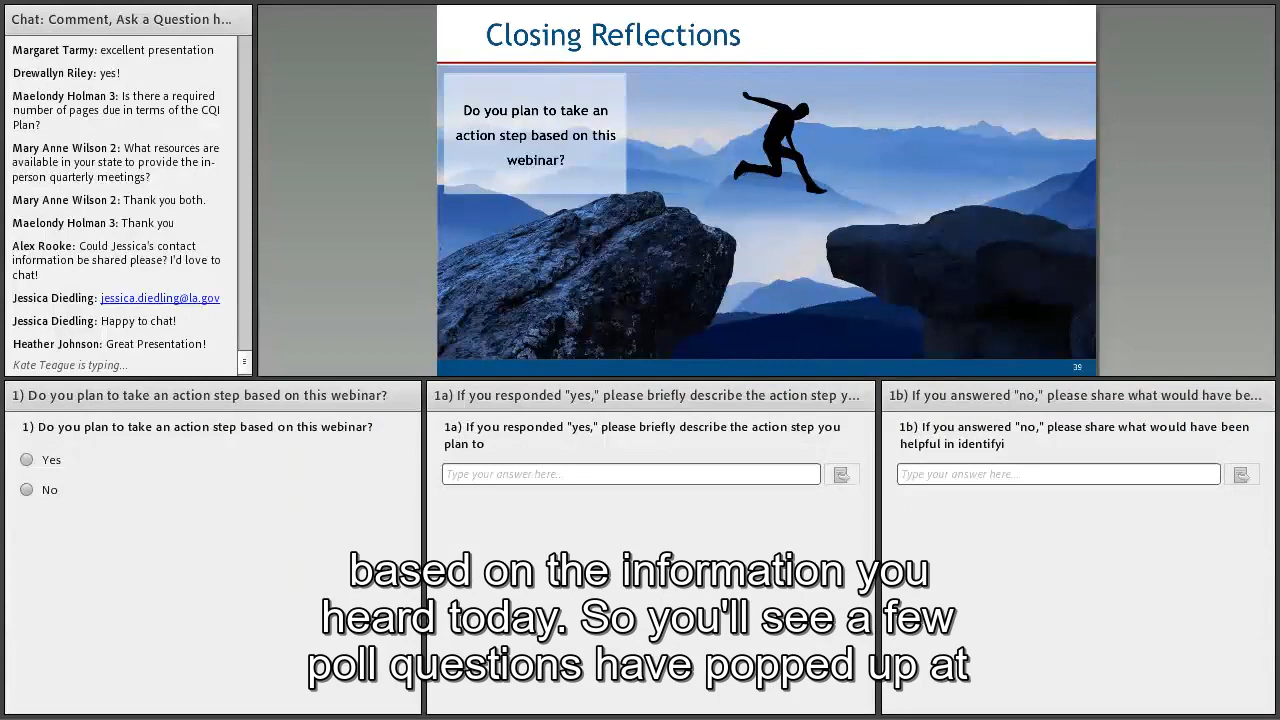 Chat: Comment, Ask a Question h...
Margaret Tarmy: excellent presentation
Drewallyn Riley: yes!
Maelondy Holman 3: Is there a required
number of pages due in terms of the CQI
Plan?
Mary Anne Wilson 2: What resources are
available in your state to provide the in-
person quarterly meetings?
Mary Anne Wilson 2: Thank you both.
Maelondy Holman 3: Thank you
Alex Rooke: Could Jessica's contact
information be shared please? I'd love to
chat!
Jessica Diedling: jessica.diedling@la.gov
Jessica Diedling: Happy to chat!
Heather Johnson: Great Presentation!
Kate Teague is typing...
Closing Reflections
Do you plan to take an
action step based on this
webinar?
39
1) Do you plan to take an action step based on this webinar?
1) Do you plan to take an action step based on this webinar?
Yes
No
1a) If you responded "yes," please briefly describe the action step y...
1a) If you responded "yes," please briefly describe the action step you
plan to
Type your answer here...
1b) If you answered "no," please share what would have be...
1b) If you answered "no," please share what would have been
helpful in identifyi
Type your answer here...
based on the information you
heard today. So you'll see a few
poll questions have popped up at